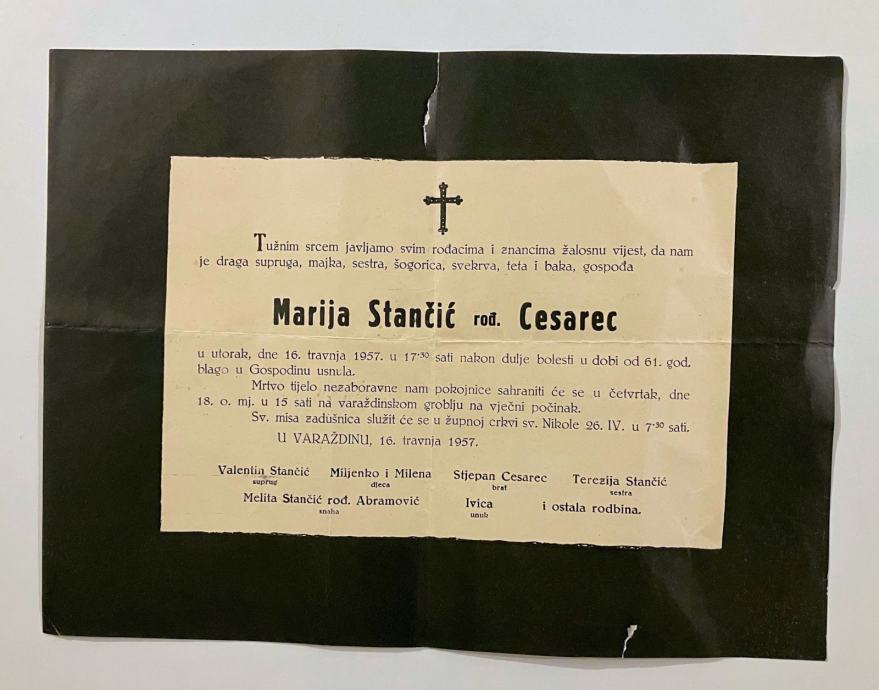 Tužnim srcem javljamo svim rođacima i znancima žalosnu vijest, da nam
je draga supruga, majka, sestra, šogorica, svekrva, teta i baka, gospođa
Marija Stančić rođ. Cesarec
u utorak, dne 16. travnja 1957. u 17·30 sati nakon dulje bolesti u dobi od 61. god.
blago u Gospodinu usnula.
Mrtvo tijelo nezaboravne nam pokojnice sahraniti će se u četvrtak, dne
18. o. mj. u 15 sati na varaždinskom groblju na vječni počinak.
Sv. misa zadušnica služit će se u župnoj crkvi sv. Nikole 26. IV. u 7·30 sati.
U VARAŽDINU, 16. travnja 1957.
Valentin Stančić Miljenko i Milena Stjepan Cesarec Terezija Stančić
suprug djeca brat sestra
Melita Stančić rođ. Abramović Ivica i ostala rodbina.
snaha unuk